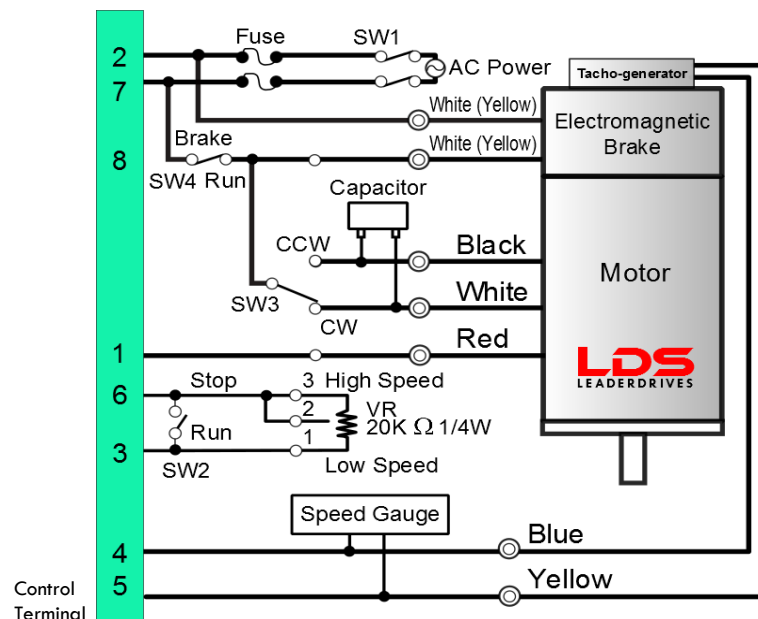 2
Fuse
SW1
7
AC Power
Tacho-generator
White (Yellow)
Electromagnetic
Brake
Brake
White (Yellow)
8
SW4
Run
Capacitor
CCW
Black
SW3
White
Motor
CW
1
Red
LDS
LEADERDRIVES
6
Stop
3 High Speed
2
VR
20K Ω 1/4W
Run
1
3
SW2
Low Speed
Speed Gauge
4
Blue
5
Yellow
Control
Terminal